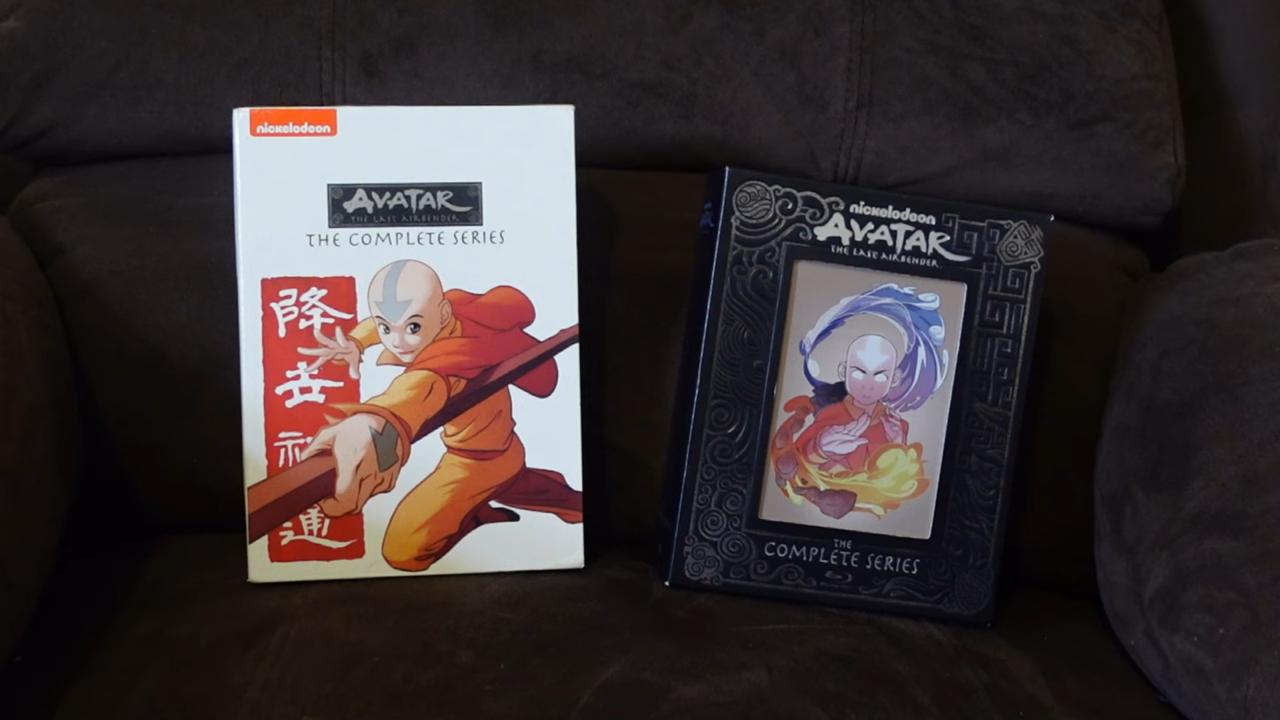 nickelodeon
AVATAR
THE LAST AIRBENDER
THE COMPLETE SERIES
降
世
神
通
nickelodeon
AVATAR
THE LAST AIRBENDER
THE
COMPLETE SERIES